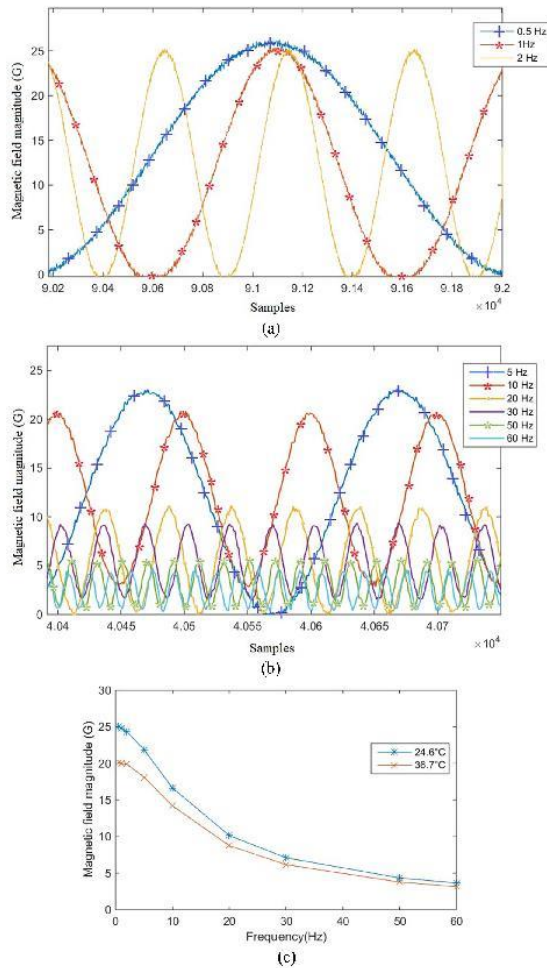 Magnetic field magnitude (G)
25
20
15
10
5
0
0.5 Hz
1Hz
2 Hz
9.02 9.04 9.06 9.08 9.1 9.12 9.14 9.16 9.18 9.2
Samples
× 10⁴
(a)
Magnetic field magnitude (G)
25
20
15
10
5
0
5 Hz
10 Hz
20 Hz
30 Hz
50 Hz
60 Hz
4.04 4.045 4.05 4.055 4.06 4.065 4.07
Samples
× 10⁴
(b)
Magnetic field magnitude (G)
30
25
20
15
10
5
0
24.6°C
38.7°C
0 10 20 30 40 50 60
Frequency(Hz)
(c)